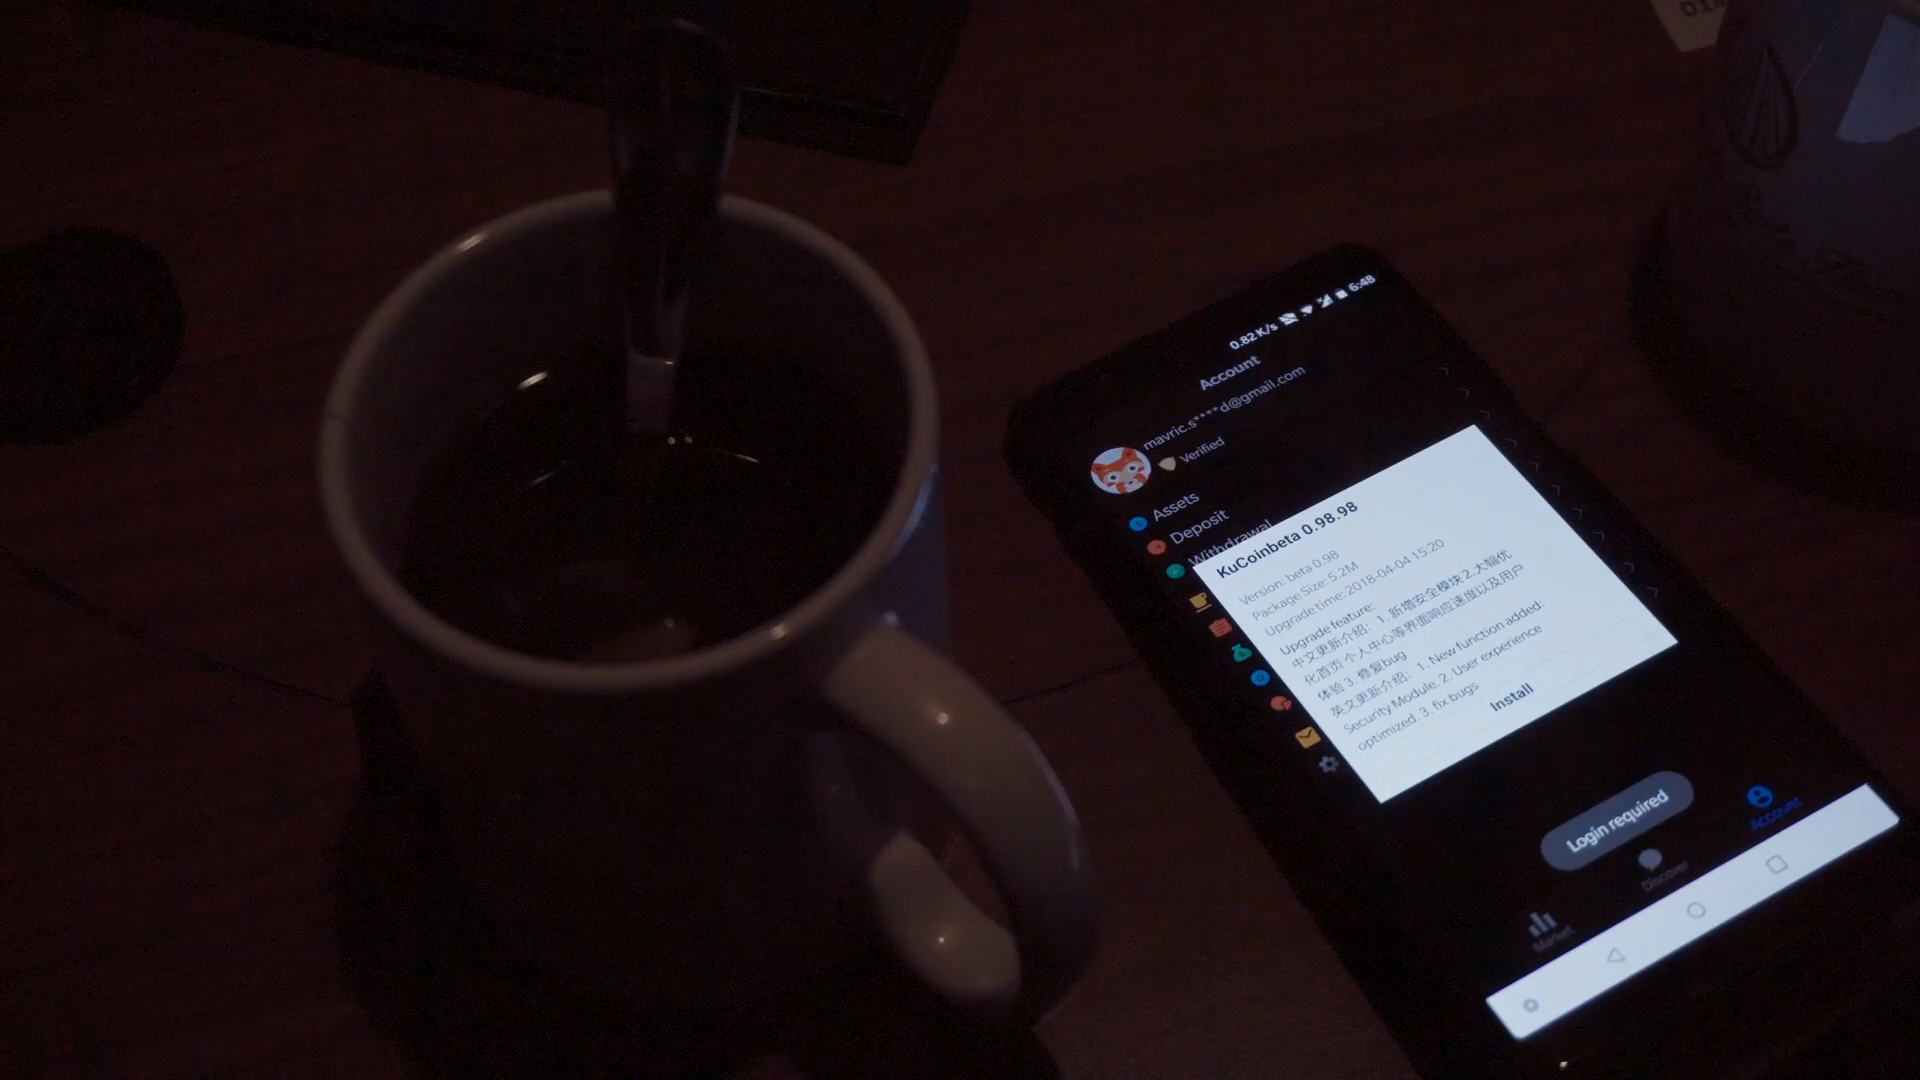 0.82 K/s 6:48
Account
mavric.s****d@gmail.com
Verified
Assets
Deposit
Withdrawal
KuCoinbeta 0.98.98
Version: beta 0.98
Package Size: 5.2M
Upgrade time: 2018-04-04 15:20
Upgrade feature:
中文更新介绍: 1. 新增安全模块 2.大幅优
化首页 个人中心等界面响应速度以及用户
体验 3. 修复bug
英文更新介绍: 1. New function added:
Security Module. 2. User experience
optimized. 3. fix bugs
Install
Login required
Market
Discover
Account